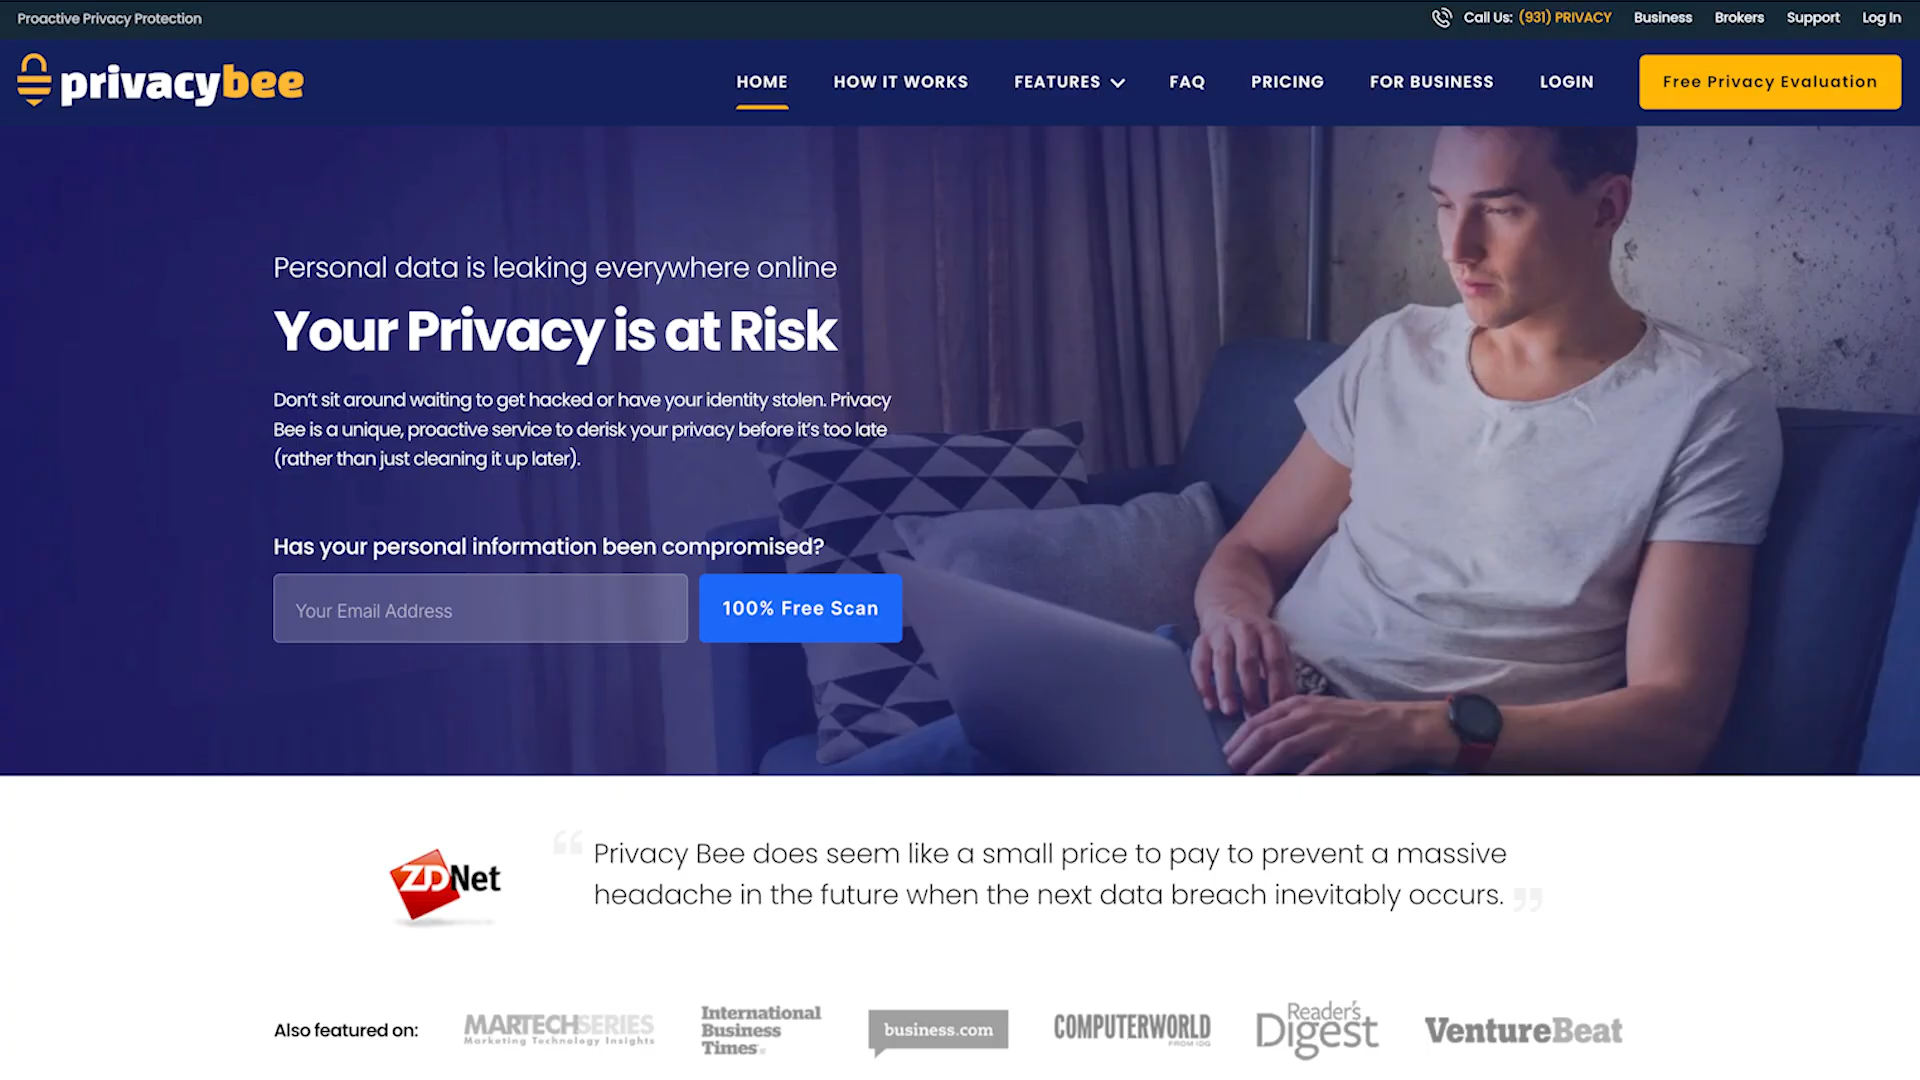 Proactive Privacy Protection
Call Us: (931) PRIVACY Business Brokers Support Log In
privacybee
HOME HOW IT WORKS FEATURES FAQ PRICING FOR BUSINESS LOGIN Free Privacy Evaluation
Personal data is leaking everywhere online
Your Privacy is at Risk
Don't sit around waiting to get hacked or have your identity stolen. Privacy
Bee is a unique, proactive service to derisk your privacy before it's too late
(rather than just cleaning it up later).
Has your personal information been compromised?
Your Email Address
100% Free Scan
ZDNet
“ Privacy Bee does seem like a small price to pay to prevent a massive
headache in the future when the next data breach inevitably occurs. ”
Also featured on:
MARTECHSERIES
Marketing Technology Insights
International
Business
Times
business.com
COMPUTERWORLD
FROM IDG
Reader's
Digest
VentureBeat